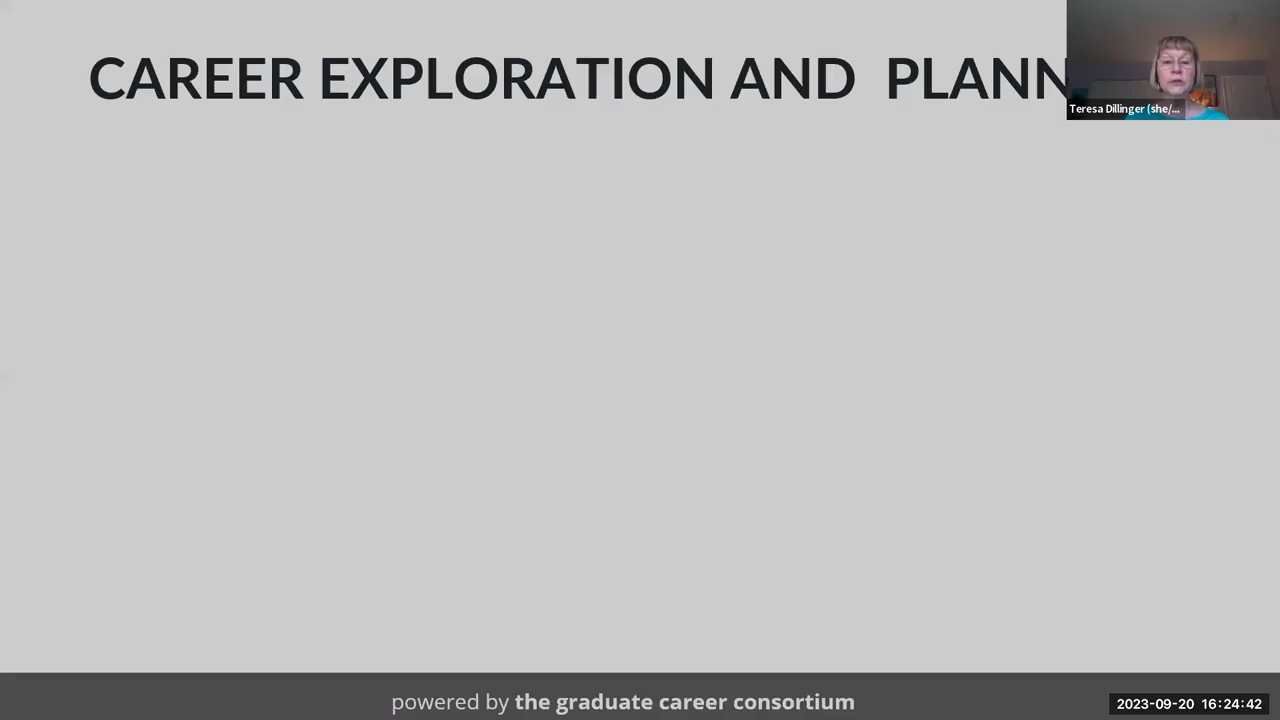 CAREER EXPLORATION AND PLANN
Teresa Dillinger (she/...
powered by the graduate career consortium
2023-09-20 16:24:42